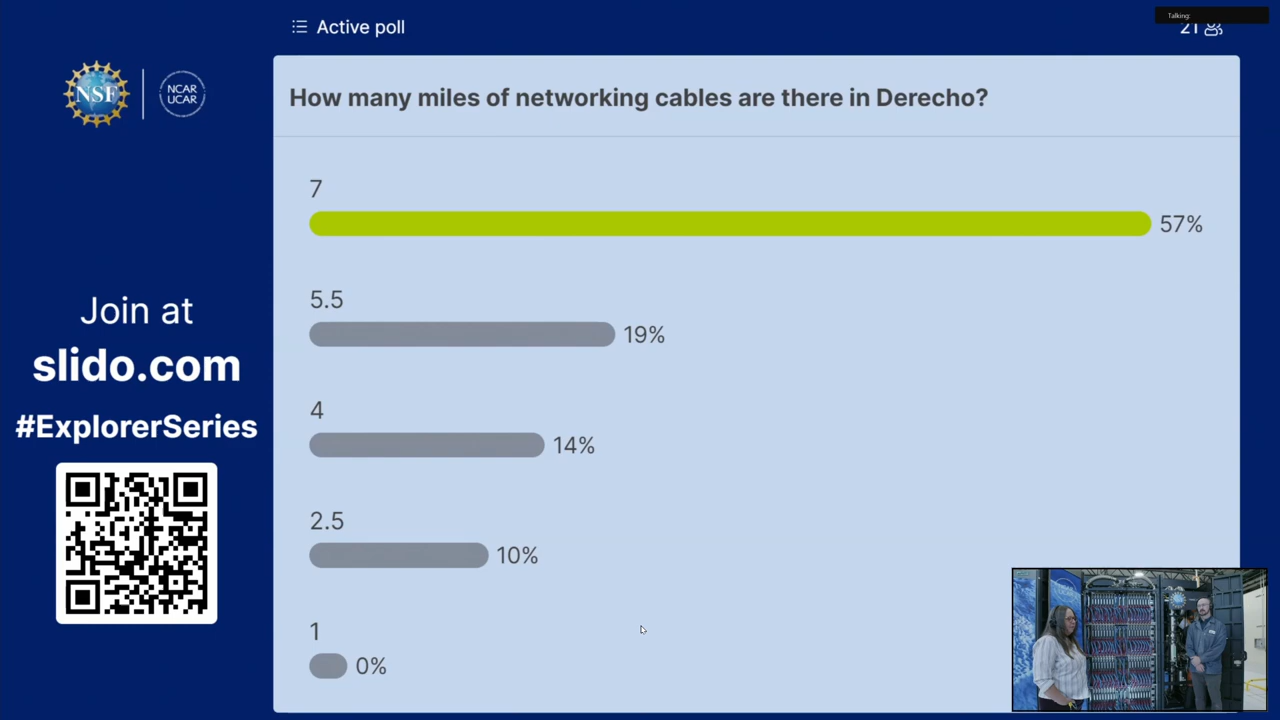 Active poll
Talking:
21
NSF
NCAR
UCAR
How many miles of networking cables are there in Derecho?
7
57%
5.5
19%
4
14%
2.5
10%
1
0%
Join at
slido.com
#ExplorerSeries